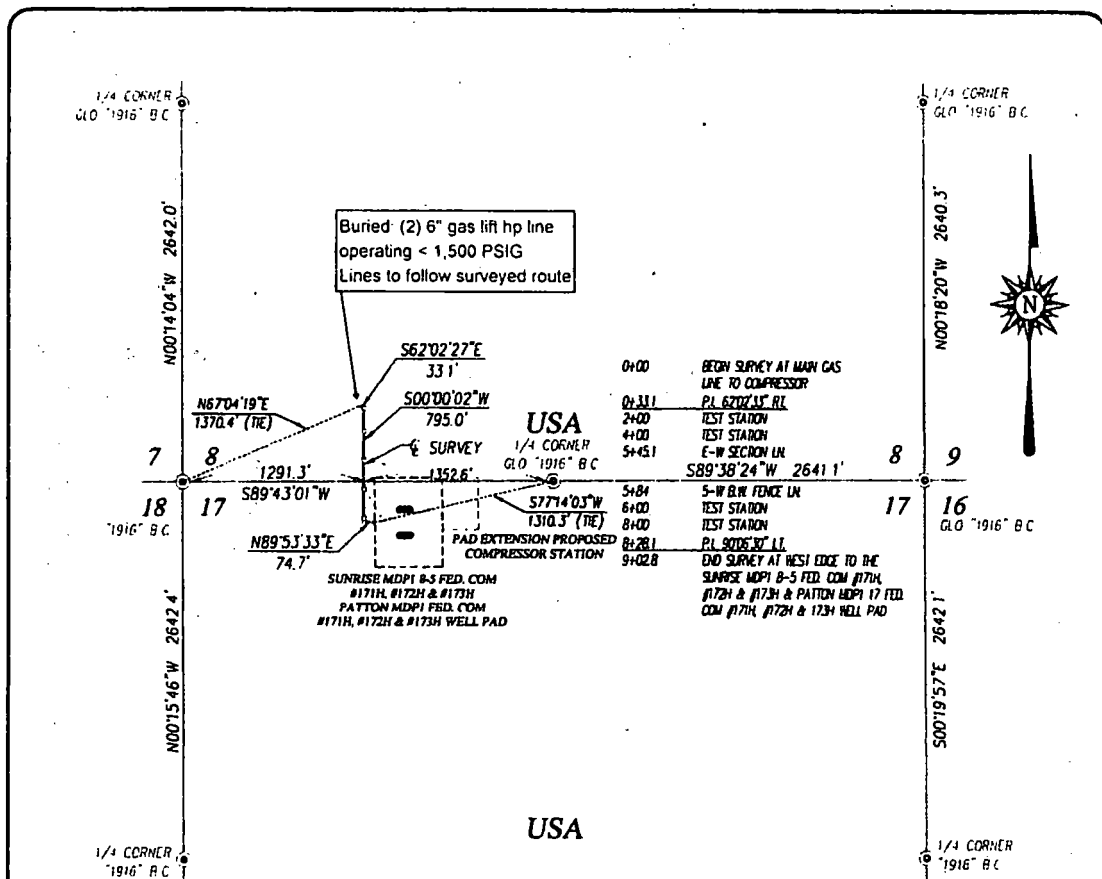 1/4 CORNER
GLO "1916" B C
1/4 CORNER
GLO "1916" B C
N00°14'04"W 2642.0'
N00°18'20"W 2640.3'
Buried (2) 6" gas lift hp line
operating < 1,500 PSIG
Lines to follow surveyed route
N
S62°02'27"E
33.1'
S00°00'02"W
795.0'
N67°04'19"E
1370.4' (TIE)
℄ SURVEY
USA
1/4 CORNER
GLO "1916" B C
0+00 BEGIN SURVEY AT MAIN GAS
LINE TO COMPRESSOR
0+33.1 P.I. 62°02'33" RT.
2+00 TEST STATION
4+00 TEST STATION
5+45.1 E-W SECTION LN.
7 8
1291.3'
1352.6'
S89°43'01"W
S89°38'24"W 2641.1'
8 9
18 17
"1916" B C
17 16
GLO "1916" B C
5+84 5-W B.W. FENCE LN.
6+00 TEST STATION
8+00 TEST STATION
8+28.1 P.I. 90°06'30" LT.
9+02.8 END SURVEY AT WEST EDGE TO THE
SUNRISE MDP1 8-5 FED. COM #171H,
#172H & #173H & PATTON MDP1 17 FED.
COM #171H, #172H & 173H WELL PAD
S77°14'03"W
1310.3' (TIE)
N89°53'33"E
74.7'
PAD EXTENSION PROPOSED
COMPRESSOR STATION
SUNRISE MDP1 8-5 FED. COM
#171H, #172H & #173H
PATTON MDP1 FED. COM
#171H, #172H & #173H WELL PAD
N00°15'46"W 2642.4'
S00°19'57"E 2642.1'
USA
1/4 CORNER
"1916" B C
1/4 CORNER
"1916" B C